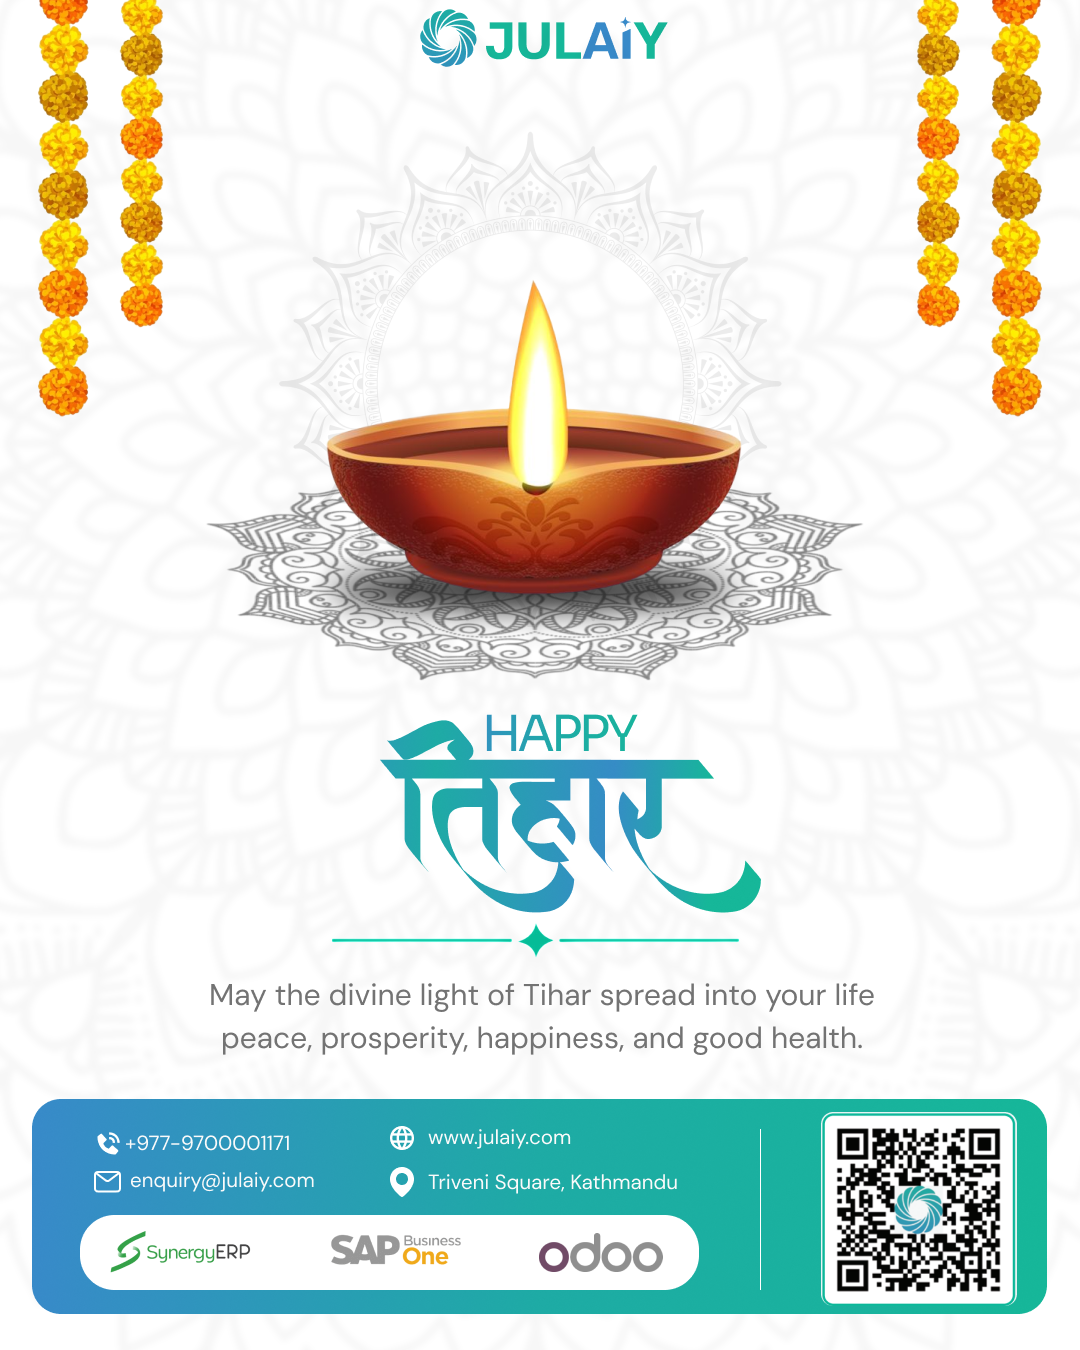 JULAiY
HAPPY
तिहार
May the divine light of Tihar spread into your life
peace, prosperity, happiness, and good health.
+977-9700001171
www.julaiy.com
enquiry@julaiy.com
Triveni Square, Kathmandu
SynergyERP
SAP Business One
odoo